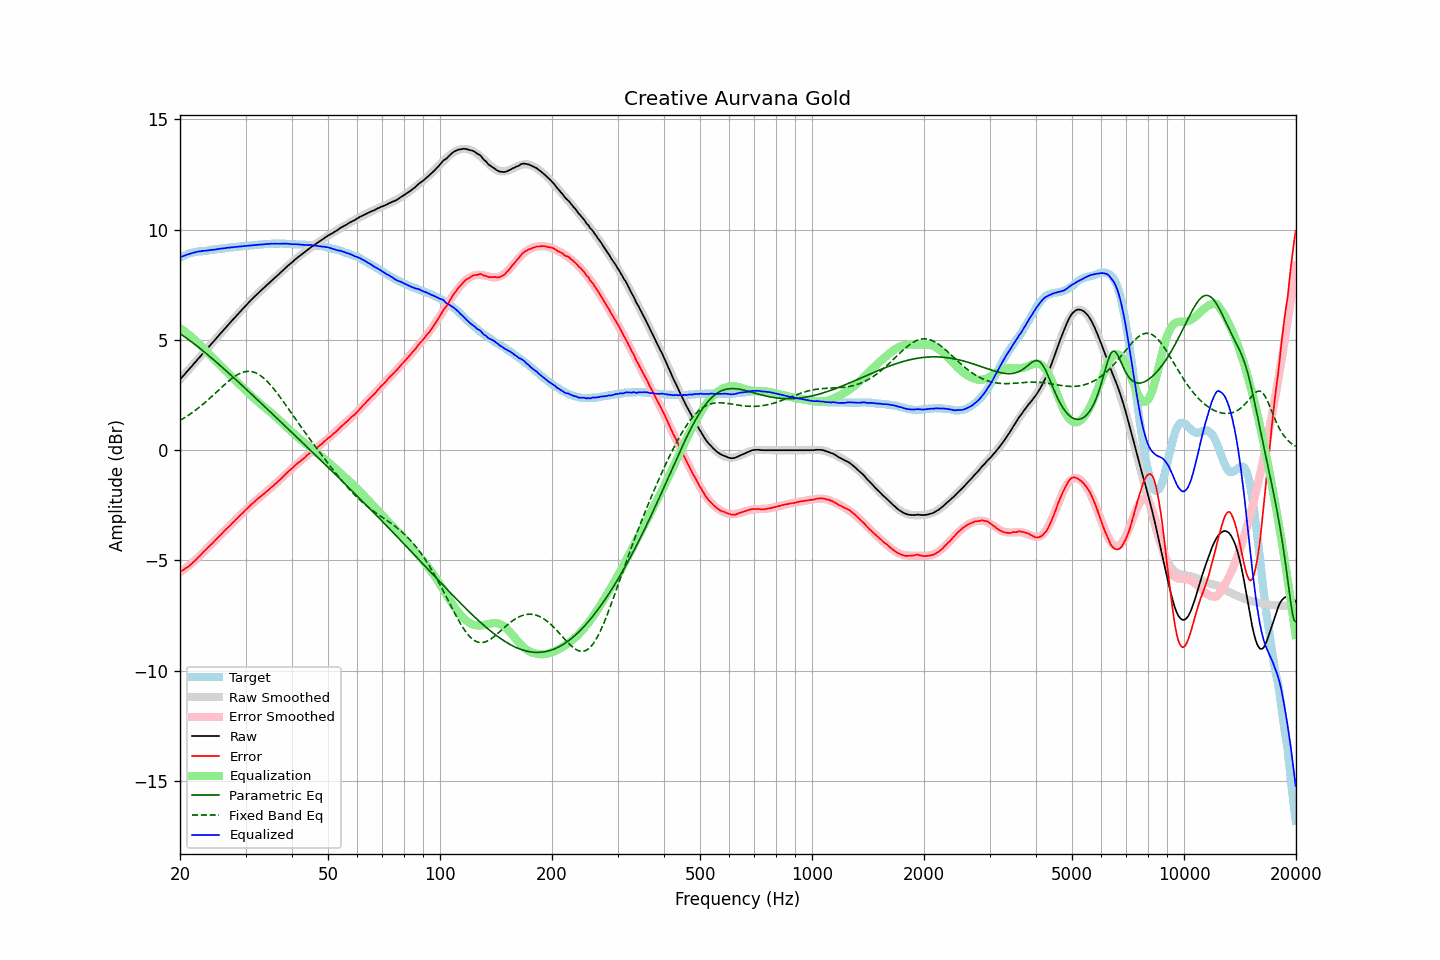 Creative Aurvana Gold
15
10
5
0
−5
−10
−15
Amplitude (dBr)
Target
Raw Smoothed
Error Smoothed
Raw
Error
Equalization
Parametric Eq
Fixed Band Eq
Equalized
20 50 100 200 500 1000 2000 5000 10000 20000
Frequency (Hz)